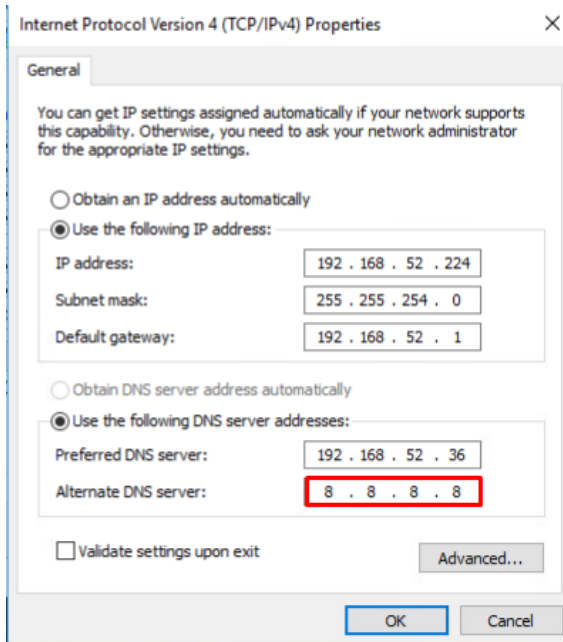 Internet Protocol Version 4 (TCP/IPv4) Properties
General
You can get IP settings assigned automatically if your network supports
this capability. Otherwise, you need to ask your network administrator
for the appropriate IP settings.
Obtain an IP address automatically
Use the following IP address:
IP address: 192 . 168 . 52 . 224
Subnet mask: 255 . 255 . 254 . 0
Default gateway: 192 . 168 . 52 . 1
Obtain DNS server address automatically
Use the following DNS server addresses:
Preferred DNS server: 192 . 168 . 52 . 36
Alternate DNS server: 8 . 8 . 8 . 8
Validate settings upon exit
Advanced...
OK Cancel